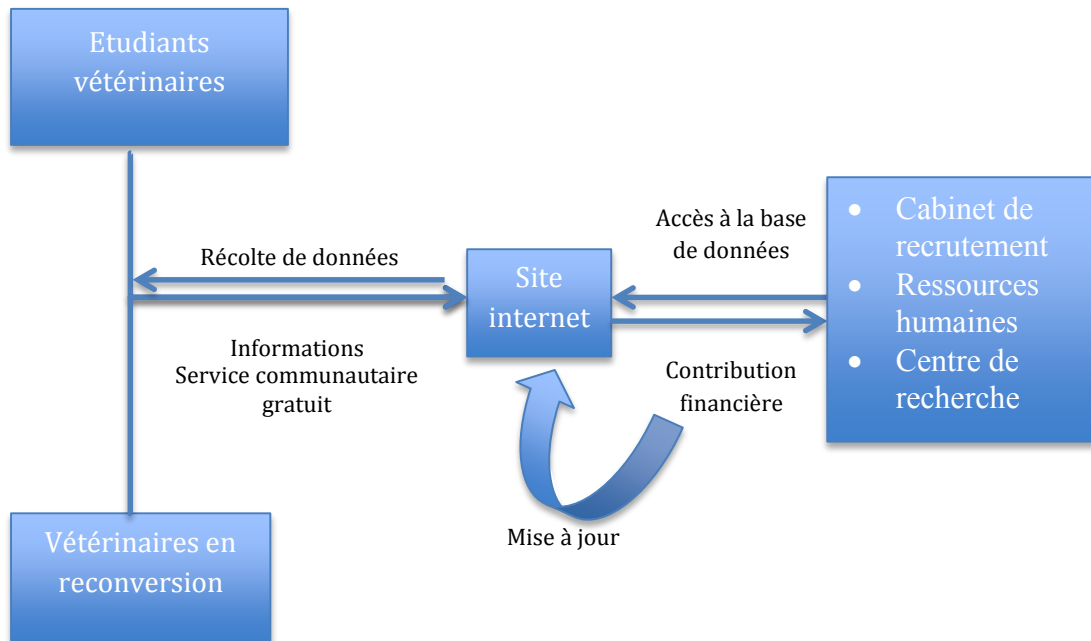 Etudiants
vétérinaires
Récolte de données
Informations
Service communautaire
gratuit
Site
internet
Accès à la base
de données
Contribution
financière
Mise à jour
• Cabinet de
recrutement
• Ressources
humaines
• Centre de
recherche
Vétérinaires en
reconversion